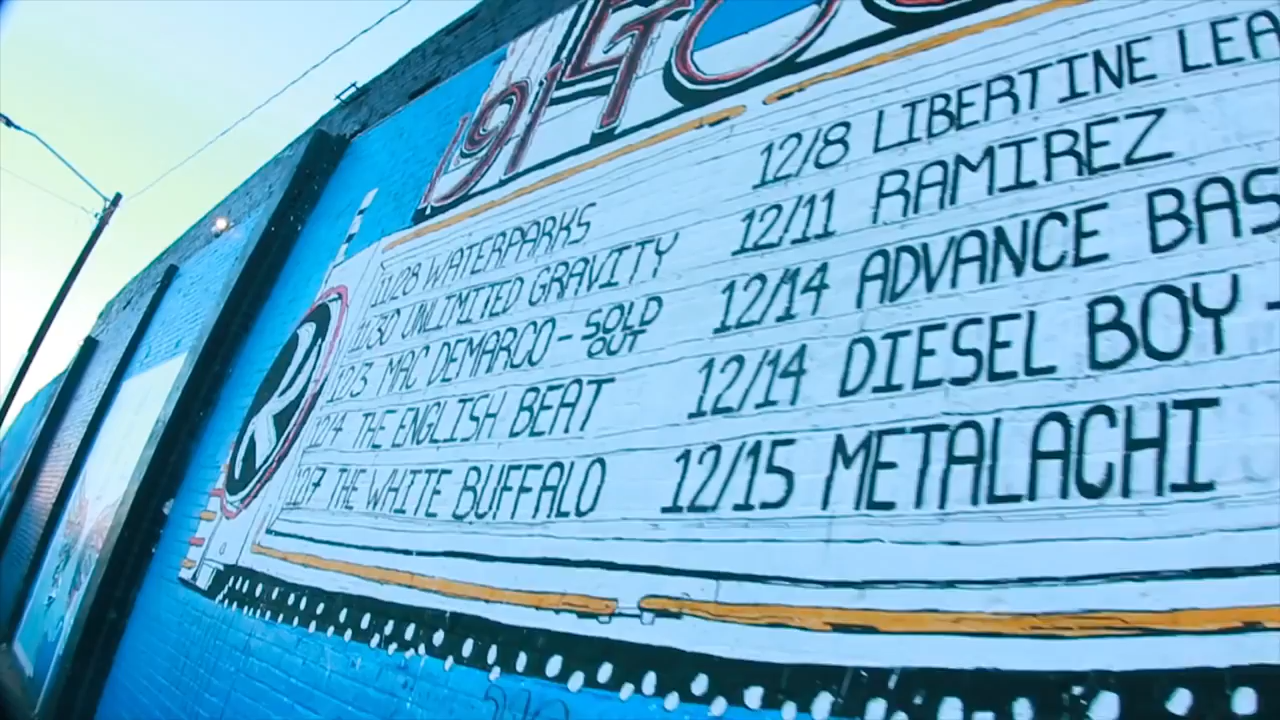 11/28 WATERPARKS
11/30 UNLIMITED GRAVITY
12/3 MAC DEMARCO - SOLD OUT
12/4 THE ENGLISH BEAT
12/7 THE WHITE BUFFALO
12/8 LIBERTINE
12/11 RAMIREZ
12/14 ADVANCE
12/14 DIESEL BOY -
12/15 METALACHI
R